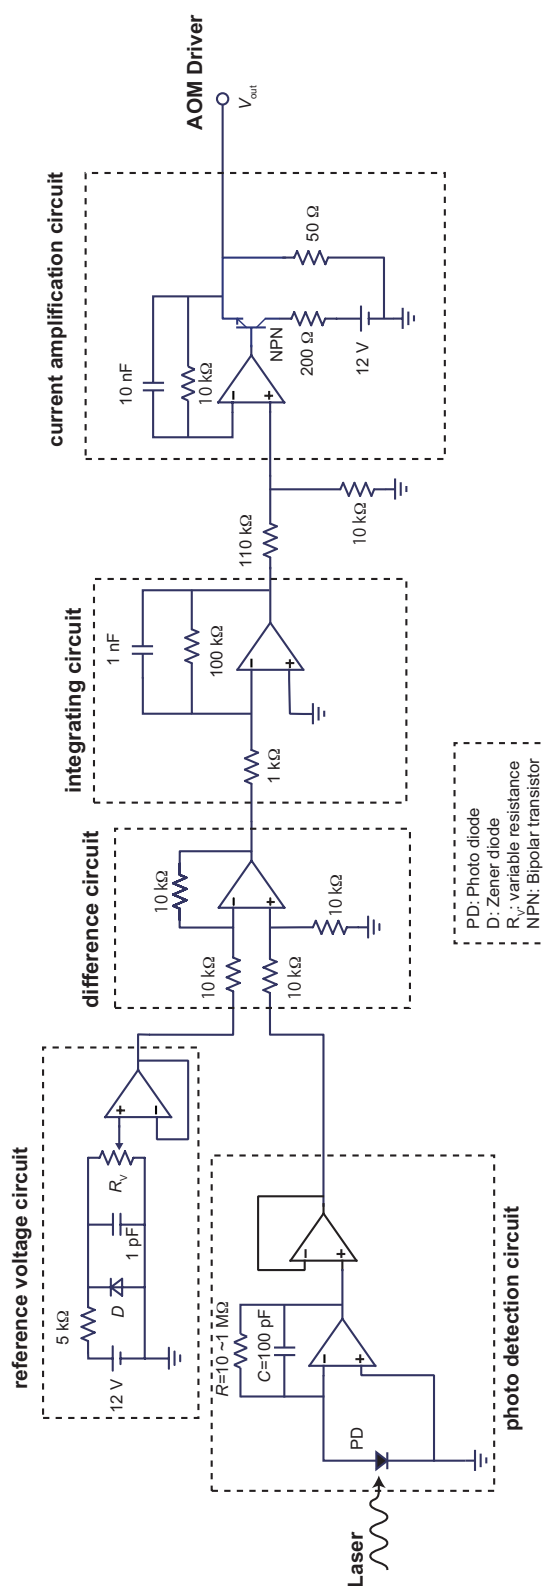 reference voltage circuit
12 V
5 kΩ
D
1 pF
RV
+
−
Laser
PD
R=10 ~1 MΩ
C=100 pF
−
+
−
+
photo detection circuit
difference circuit
10 kΩ
10 kΩ
10 kΩ
−
+
10 kΩ
integrating circuit
1 kΩ
1 nF
100 kΩ
−
+
110 kΩ
10 kΩ
current amplification circuit
10 nF
10 kΩ
−
+
NPN
200 Ω
12 V
50 Ω
AOM Driver
Vout
PD: Photo diode
D: Zener diode
RV: variable resistance
NPN: Bipolar transistor